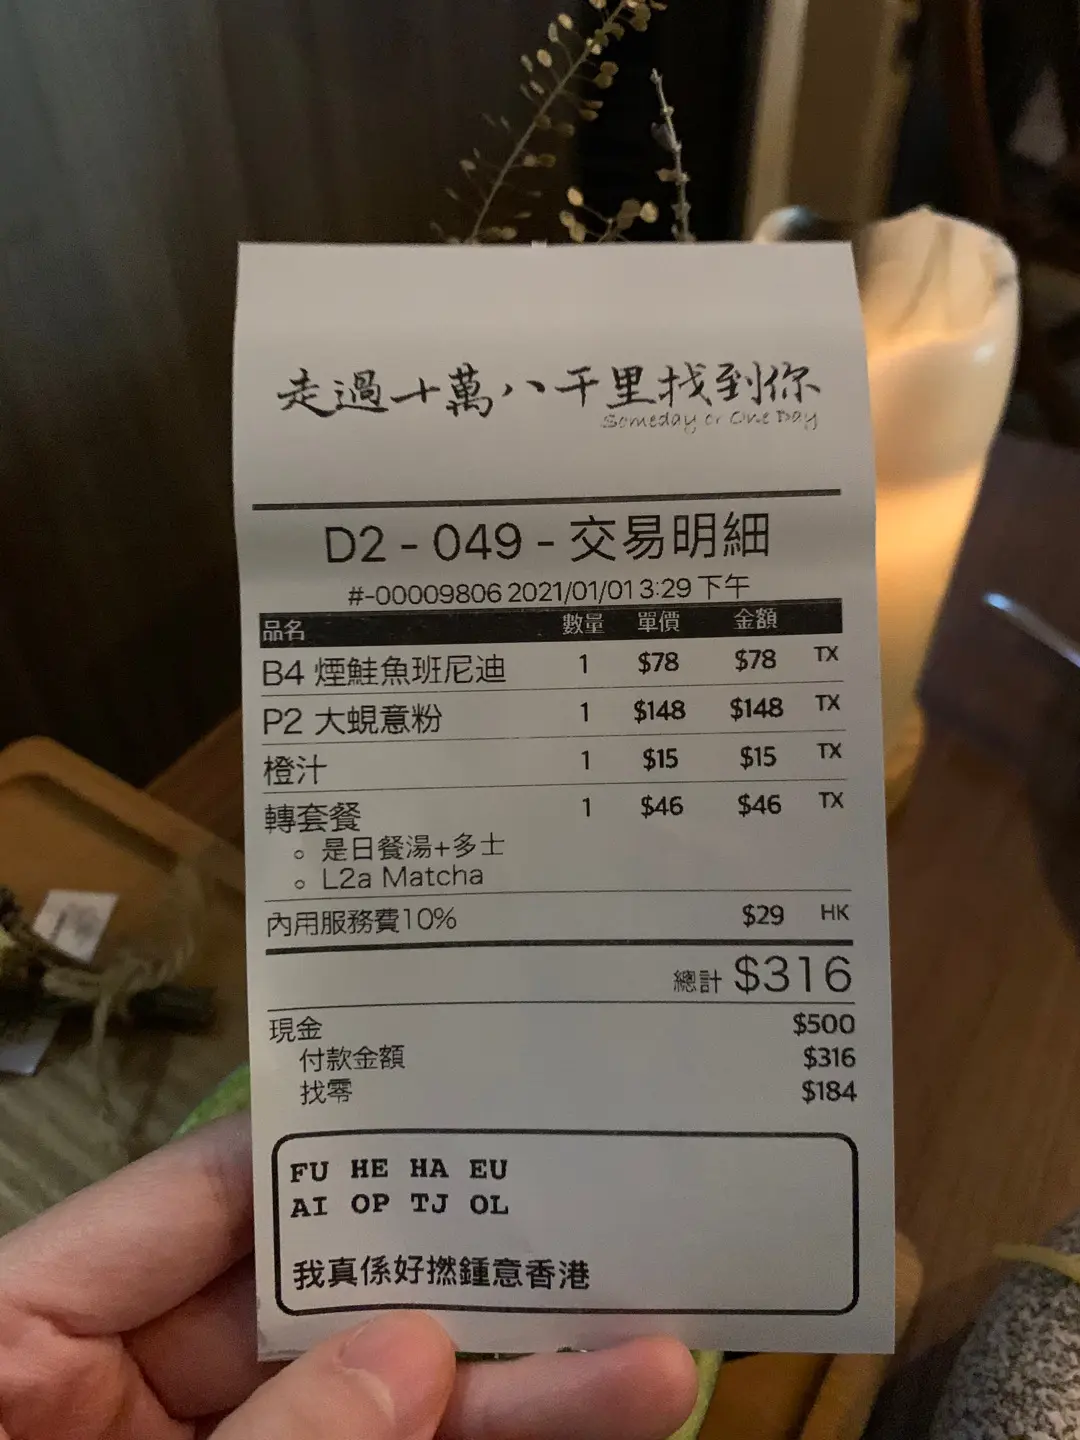 走過十萬八千里找到你
Someday or One Day
D2 - 049 - 交易明細
#-00009806 2021/01/01 3:29 下午
品名 數量 單價 金額
B4 煙鮭魚班尼迪 1 $78 $78 TX
P2 大蜆意粉 1 $148 $148 TX
橙汁 1 $15 $15 TX
轉套餐 1 $46 $46 TX
◦ 是日餐湯+多士
◦ L2a Matcha
內用服務費10% $29 HK
總計 $316
現金 $500
付款金額 $316
找零 $184
FU HE HA EU
AI OP TJ OL
我真係好撚鍾意香港